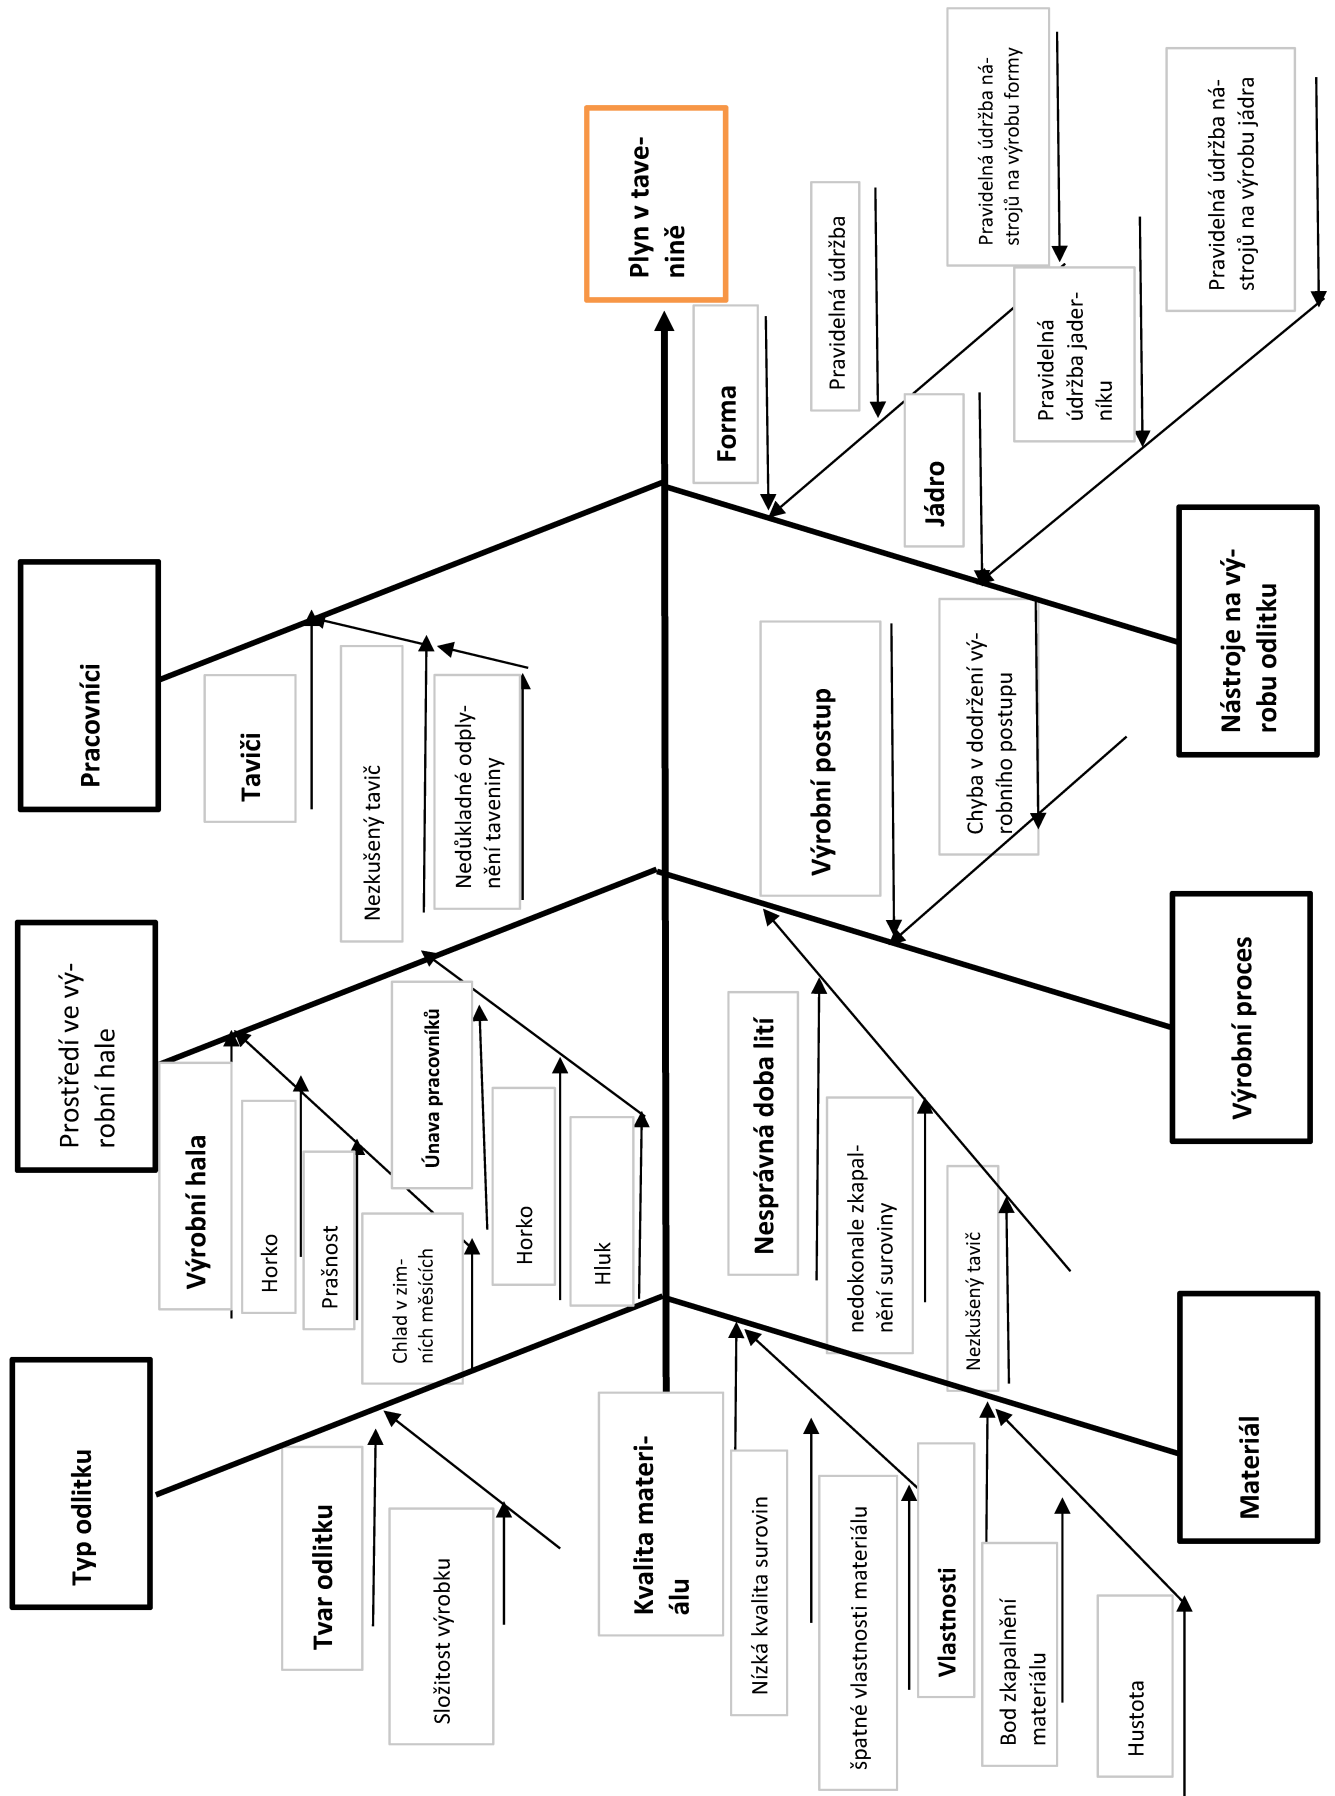 Typ odlitku
Prostředí ve vý-
robní hale
Pracovníci
Tvar odlitku
Složitost výrobku
Výrobní hala
Horko
Prašnost
Chlad v zim-
ních měsících
Únava pracovníků
Horko
Hluk
Taviči
Nezkušený tavič
Nedůkladné odply-
nění taveniny
Plyn v tave-
nině
Kvalita materi-
álu
Nízká kvalita surovin
špatné vlastnosti materiálu
Vlastnosti
Bod zkapalnění
materiálu
Hustota
Nesprávná doba lití
nedokonale zkapal-
nění suroviny
Nezkušený tavič
Výrobní postup
Chyba v dodržení vý-
robního postupu
Forma
Pravidelná údržba
Pravidelná údržba ná-
strojů na výrobu formy
Jádro
Pravidelná
údržba jader-
níku
Pravidelná údržba ná-
strojů na výrobu jádra
Materiál
Výrobní proces
Nástroje na vý-
robu odlitku